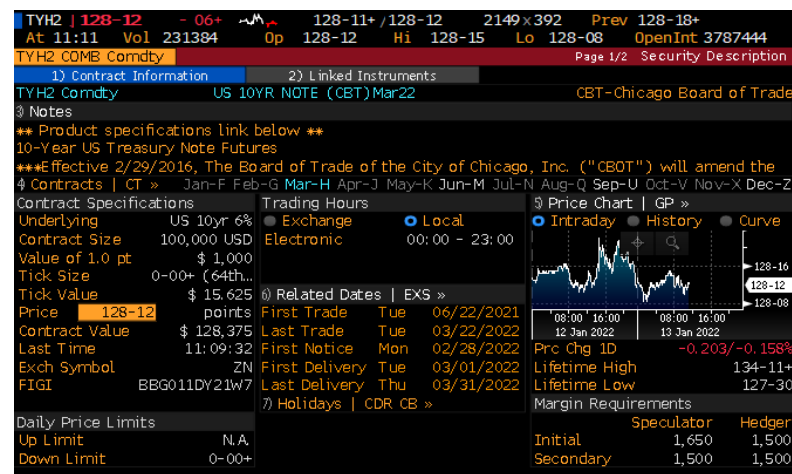 TYH2 ↓128-12 - 06+ 128-11+/128-12 2149×392 Prev 128-18+
At 11:11 Vol 231384 Op 128-12 Hi 128-15 Lo 128-08 OpenInt 3787444
TYH2 COMB Comdty Page 1/2 Security Description
1) Contract Information 2) Linked Instruments
TYH2 Comdty US 10YR NOTE (CBT)Mar22 CBT-Chicago Board of Trade
3) Notes
** Product specifications link below **
10-Year US Treasury Note Futures
***Effective 2/29/2016, The Board of Trade of the City of Chicago, Inc. ("CBOT") will amend the
4) Contracts | CT » Jan-F Feb-G Mar-H Apr-J May-K Jun-M Jul-N Aug-Q Sep-U Oct-V Nov-X Dec-Z
Contract Specifications Trading Hours 5) Price Chart | GP »
Underlying US 10yr 6% Exchange Local Intraday History Curve
Contract Size 100,000 USD Electronic 00:00 - 23:00
Value of 1.0 pt $ 1,000
Tick Size 0-00+ (64th... 128-16
Tick Value $ 15.625 6) Related Dates | EXS » 128-12
Price 128-12 points First Trade Tue 06/22/2021 128-08
08:00 16:00 08:00 16:00
Contract Value $ 128,375 Last Trade Tue 03/22/2022 12 Jan 2022 13 Jan 2022
Last Time 11:09:32 First Notice Mon 02/28/2022 Prc Chg 1D -0.203/-0.158%
Exch Symbol ZN First Delivery Tue 03/01/2022 Lifetime High 134-11+
FIGI BBG011DY21W7 Last Delivery Thu 03/31/2022 Lifetime Low 127-30
7) Holidays | CDR CB » Margin Requirements
Daily Price Limits Speculator Hedger
Up Limit N.A. Initial 1,650 1,500
Down Limit 0-00+ Secondary 1,500 1,500